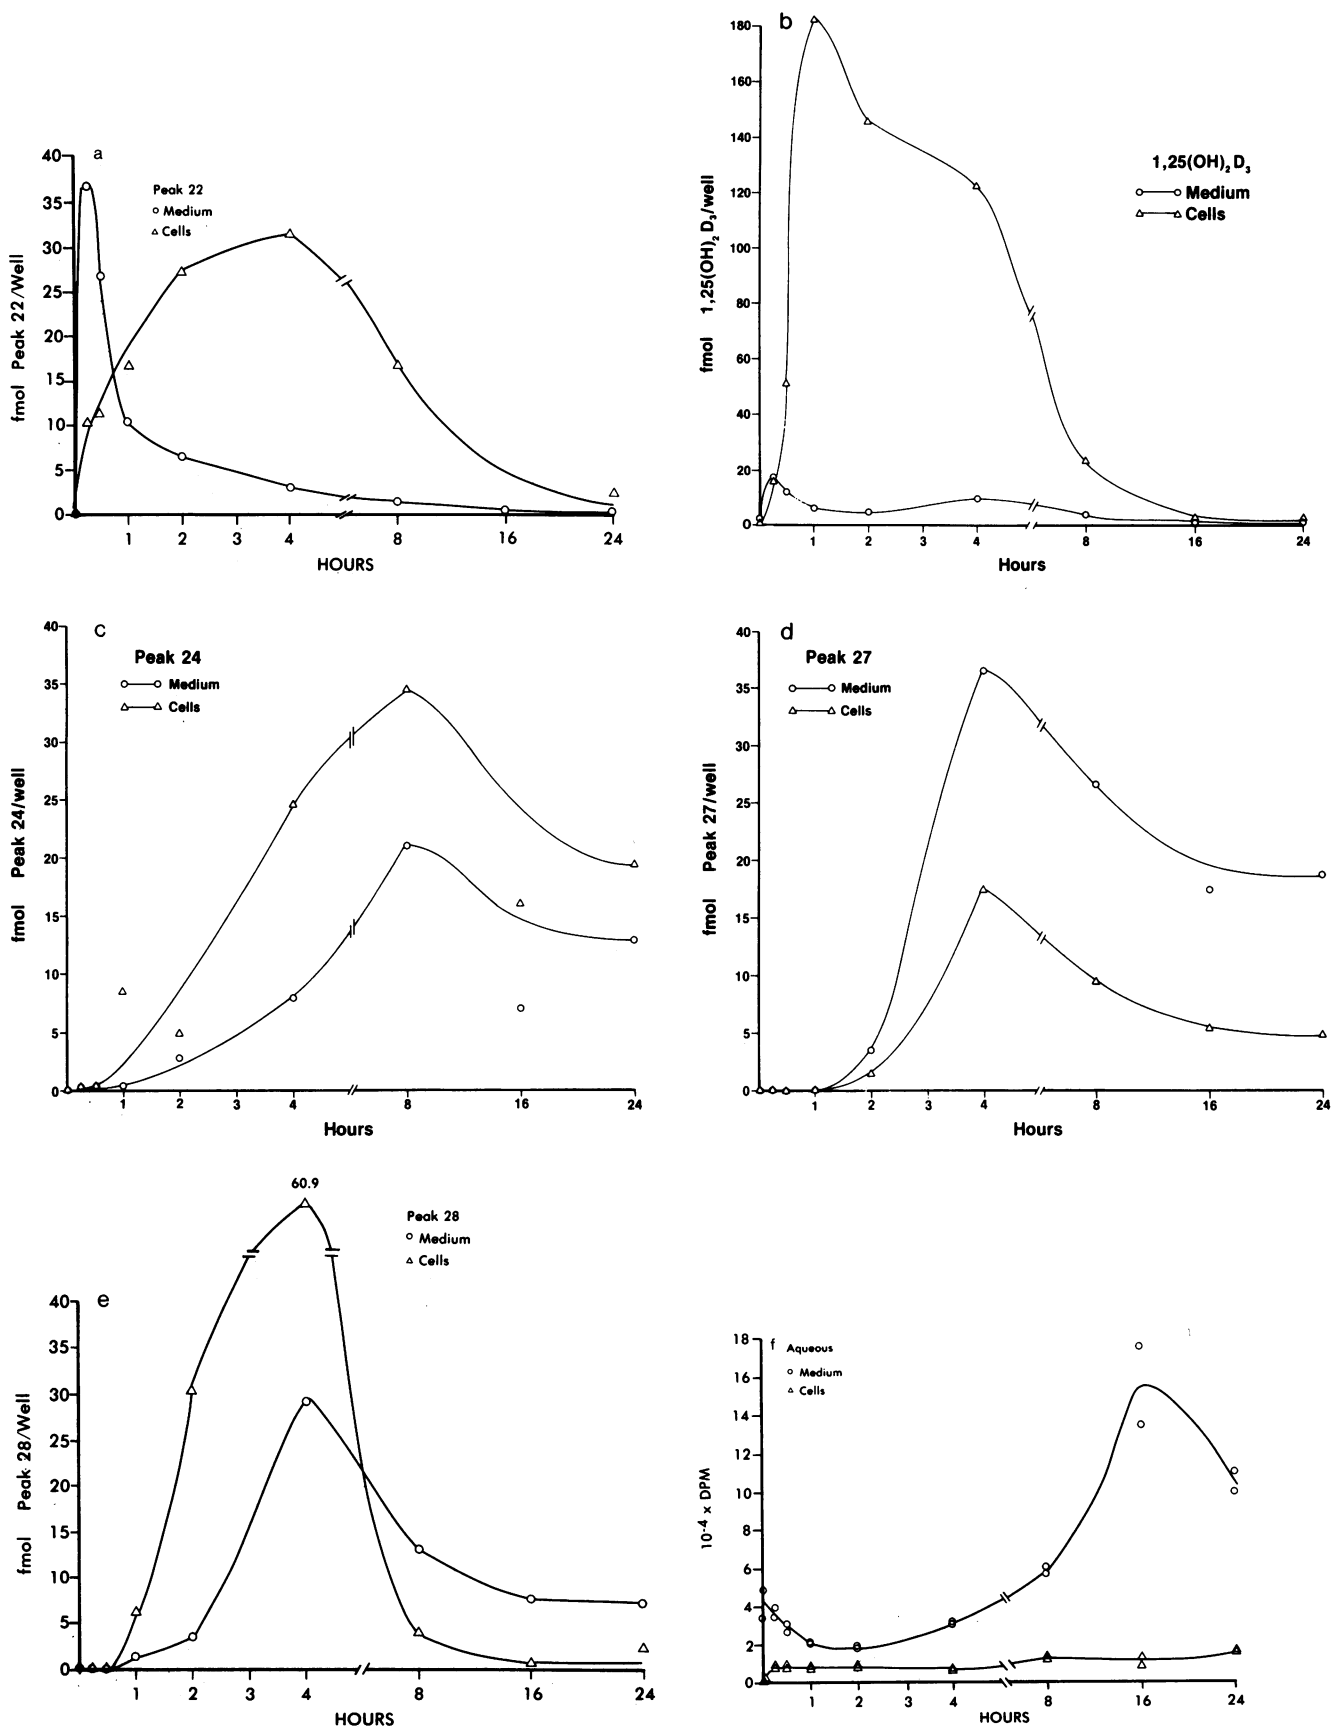 a
40
35
30
25
20
15
10
5
0
fmol Peak 22/Well
Peak 22
Medium
Cells
1 2 3 4 8 16 24
HOURS
b
180
160
140
120
100
80
60
40
20
0
fmol 1,25(OH)₂D₃/well
1,25(OH)₂D₃
Medium
Cells
1 2 3 4 8 16 24
Hours
c
40
35
30
25
20
15
10
5
0
fmol Peak 24/well
Peak 24
Medium
Cells
1 2 3 4 8 16 24
Hours
d
40
35
30
25
20
15
10
5
0
fmol Peak 27/well
Peak 27
Medium
Cells
1 2 3 4 8 16 24
Hours
60.9
e
40
35
30
25
20
15
10
5
0
fmol Peak 28/Well
Peak 28
Medium
Cells
1 2 3 4 8 16 24
HOURS
f
18
16
14
12
10
8
6
4
2
0
10⁻⁴ x DPM
Aqueous
Medium
Cells
1 2 3 4 8 16 24
HOURS